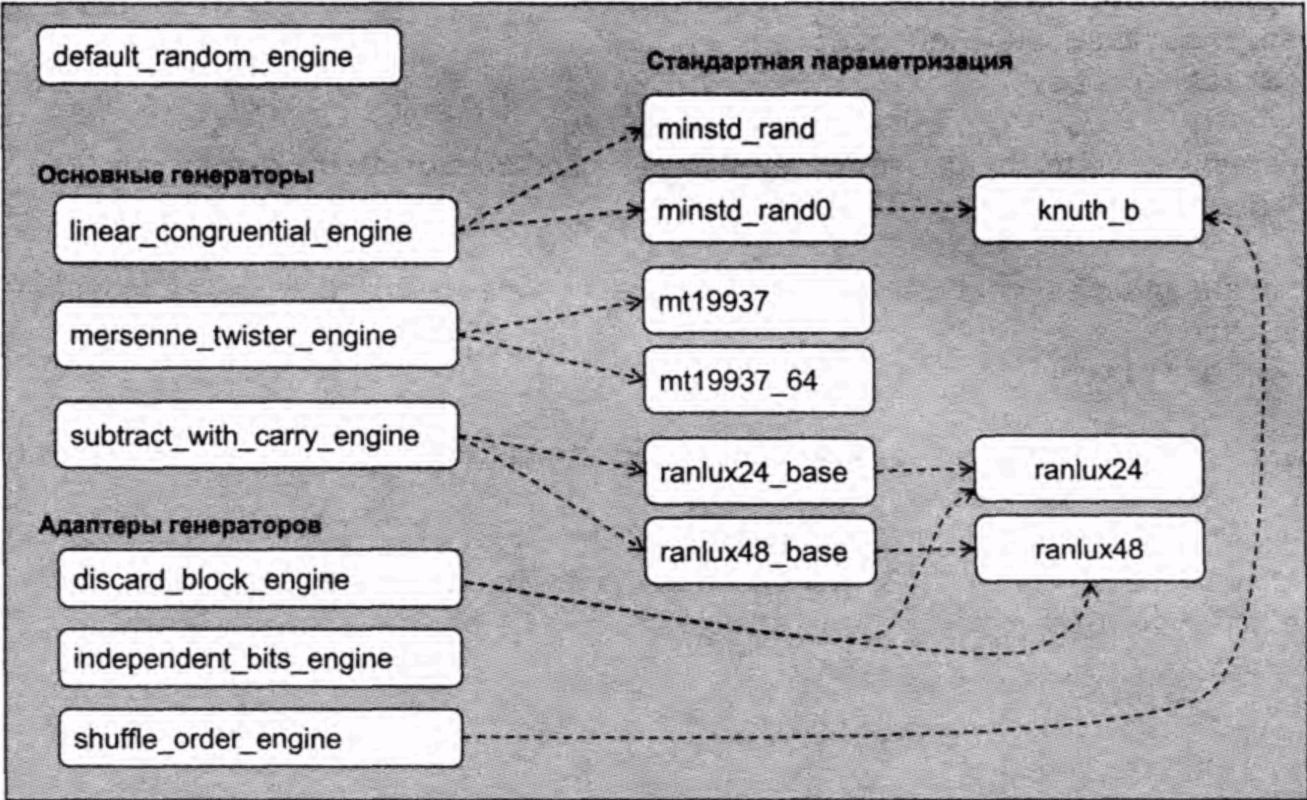 default_random_engine
Стандартная параметризация
minstd_rand
Основные генераторы
linear_congruential_engine
minstd_rand0
knuth_b
mersenne_twister_engine
mt19937
mt19937_64
subtract_with_carry_engine
ranlux24_base
ranlux24
Адаптеры генераторов
ranlux48_base
ranlux48
discard_block_engine
independent_bits_engine
shuffle_order_engine